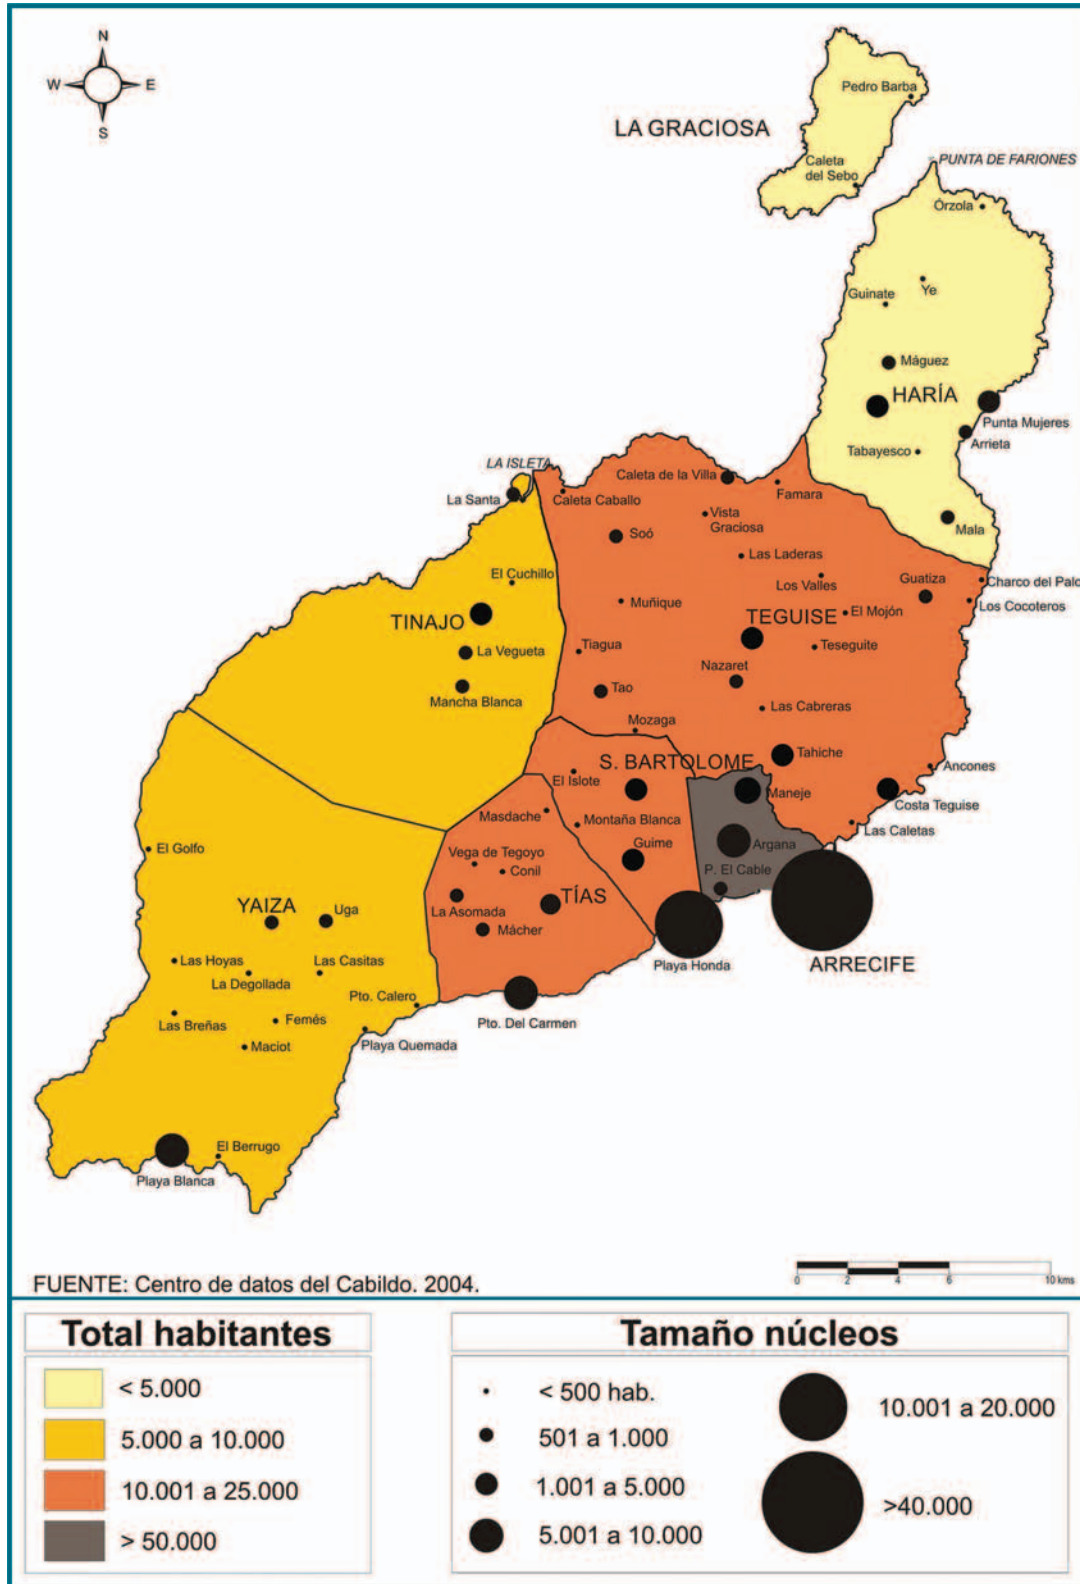 N
W
E
S
Pedro Barba
LA GRACIOSA
Caleta
del Sebo
PUNTA DE FARIONES
Órzola
Ye
Guinate
Máguez
HARÍA
Punta Mujeres
Arrieta
Tabayesco
LA ISLETA
Caleta de la Villa
La Santa
Caleta Caballo
Famara
Vista
Graciosa
Mala
Soó
Las Laderas
El Cuchillo
Los Valles
Guatiza
Charco del Palo
Muñique
Los Cocoteros
TINAJO
TEGUISE
El Mojón
La Vegueta
Tiagua
Teseguite
Nazaret
Mancha Blanca
Tao
Las Cabreras
Mozaga
S. BARTOLOME
Tahiche
Ancones
El Islote
Maneje
Costa Teguise
Masdache
Montaña Blanca
Las Caletas
El Golfo
Guime
Argana
Vega de Tegoyo
Conil
P. El Cable
YAIZA
Uga
La Asomada
TÍAS
Mácher
Las Hoyas
La Degollada
Las Casitas
Playa Honda
ARRECIFE
Pto. Calero
Las Breñas
Femés
Pto. Del Carmen
Maciot
Playa Quemada
El Berrugo
Playa Blanca
FUENTE: Centro de datos del Cabildo. 2004.
0 2 4 6 10 kms
Total habitantes
< 5.000
5.000 a 10.000
10.001 a 25.000
> 50.000
Tamaño núcleos
< 500 hab.
501 a 1.000
1.001 a 5.000
5.001 a 10.000
10.001 a 20.000
>40.000